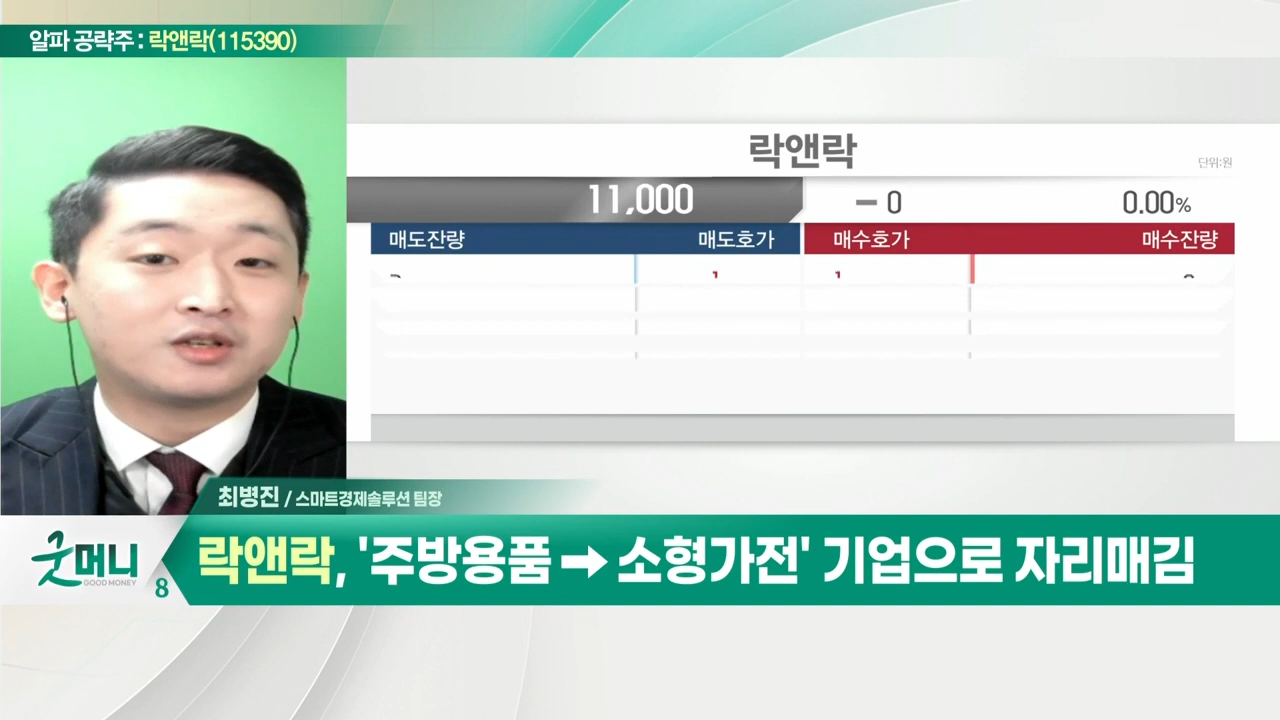 알파 공략주 : 락앤락(115390)
락앤락
단위:원
11,000
0
0.00%
매도잔량 매도호가 매수호가 매수잔량
최병진 / 스마트경제솔루션 팀장
굿머니
GOOD MONEY
8
락앤락, '주방용품 ➡ 소형가전' 기업으로 자리매김